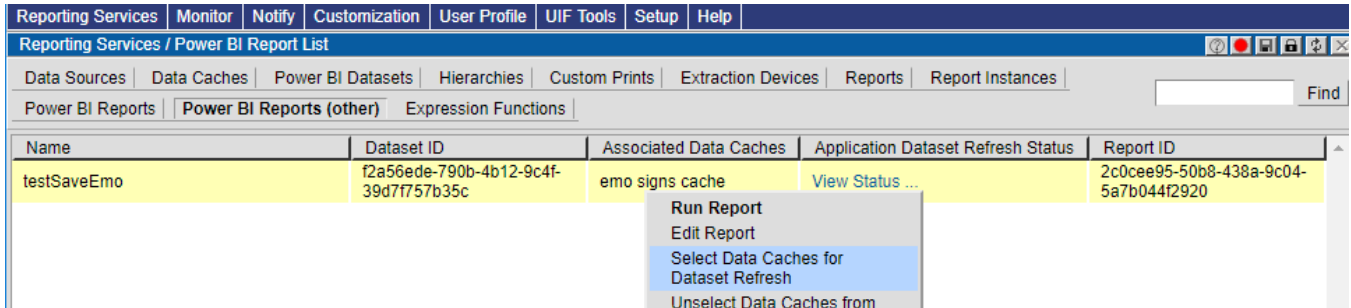 Reporting Services Monitor Notify Customization User Profile UIF Tools Setup Help
Reporting Services / Power BI Report List
Data Sources Data Caches Power BI Datasets Hierarchies Custom Prints Extraction Devices Reports Report Instances
Find
Power BI Reports Power BI Reports (other) Expression Functions
Name Dataset ID Associated Data Caches Application Dataset Refresh Status Report ID
testSaveEmo f2a56ede-790b-4b12-9c4f- emo signs cache View Status ... 2c0cee95-50b8-438a-9c04-
39d7f757b35c 5a7b044f2920
Run Report
Edit Report
Select Data Caches for
Dataset Refresh
Unselect Data Caches from